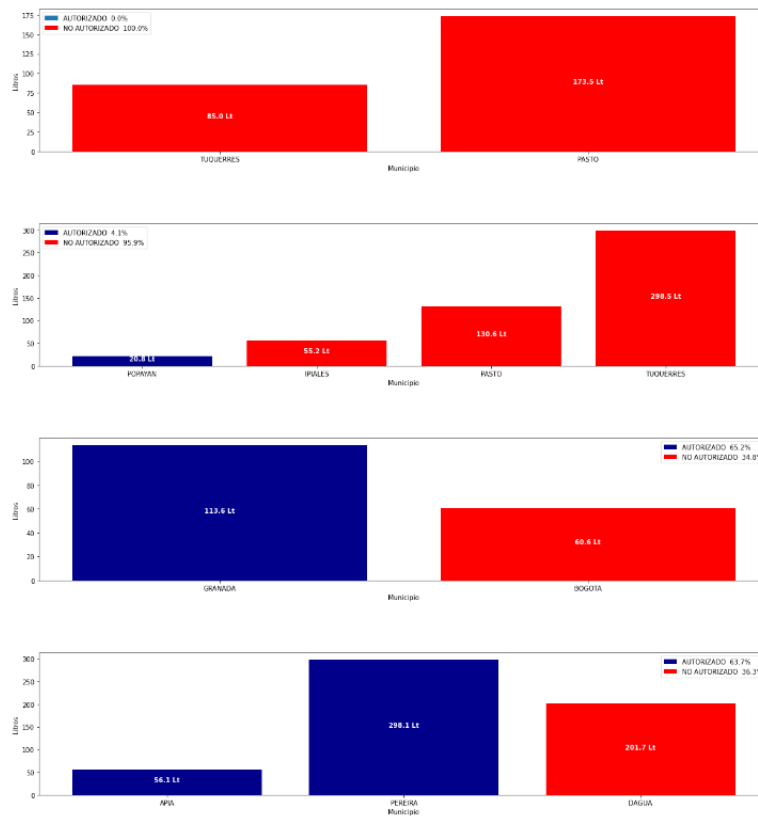 AUTORIZADO 0.0%
NO AUTORIZADO 100.0%
175
150
125
100
75
50
25
0
Litros
85.0 Lt
173.5 Lt
TUQUERRES
PASTO
Municipio
AUTORIZADO 4.1%
NO AUTORIZADO 95.9%
300
250
200
150
100
50
0
Litros
20.8 Lt
55.2 Lt
130.6 Lt
298.5 Lt
POPAYAN
IPIALES
PASTO
TUQUERRES
Municipio
AUTORIZADO 65.2%
NO AUTORIZADO 34.8%
100
80
60
40
20
0
Litros
113.6 Lt
60.6 Lt
GRANADA
BOGOTA
Municipio
AUTORIZADO 63.7%
NO AUTORIZADO 36.3%
300
250
200
150
100
50
0
Litros
56.1 Lt
298.1 Lt
201.7 Lt
APIA
PEREIRA
DAGUA
Municipio